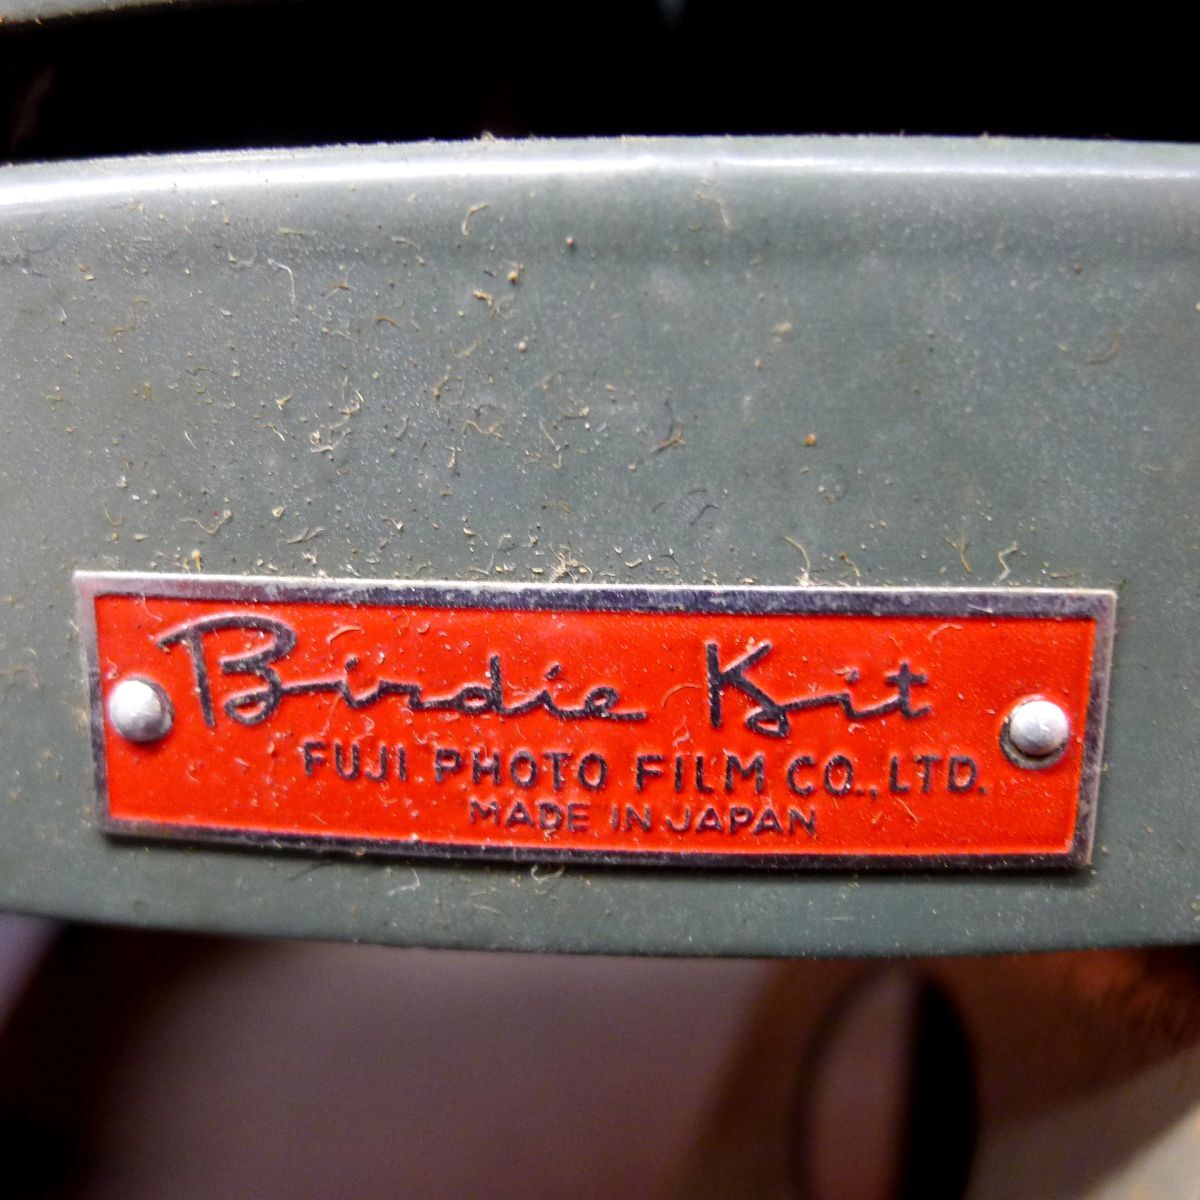 Birdie Kit
FUJI PHOTO FILM CO., LTD.
MADE IN JAPAN